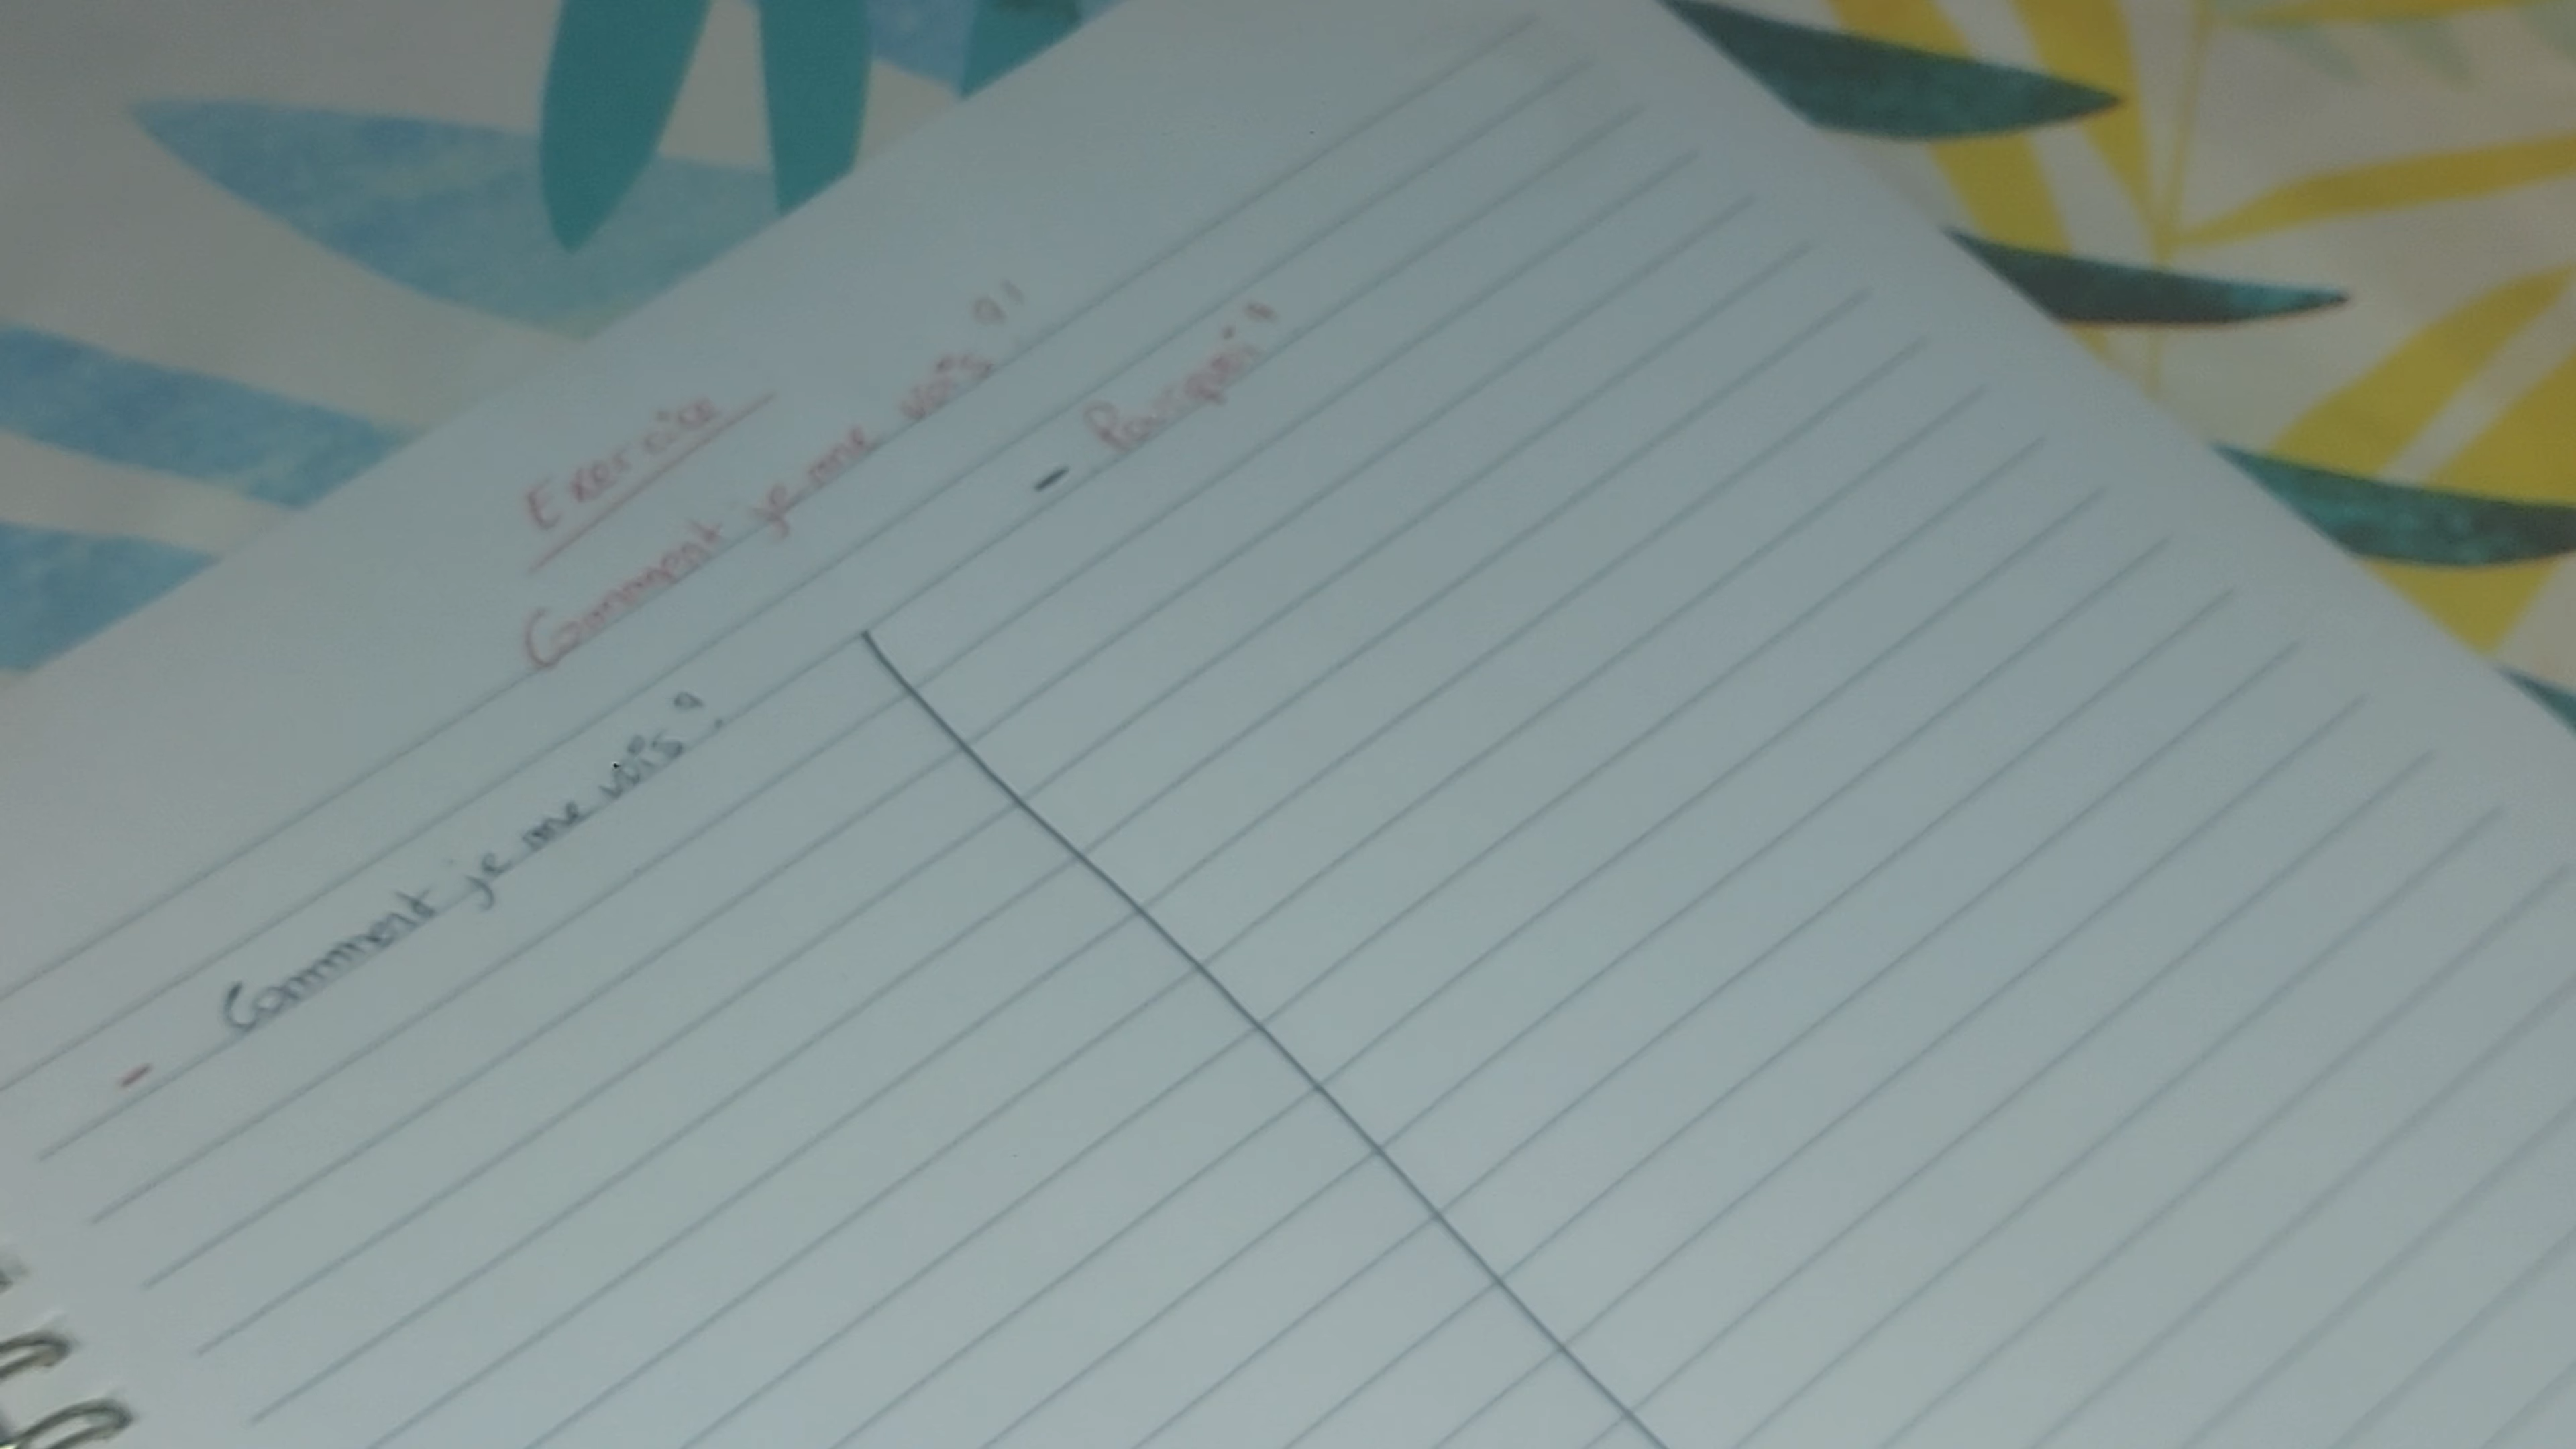 Exercice
Comment je me vois ?!
- Comment je me vois ?
- Pourquoi ?